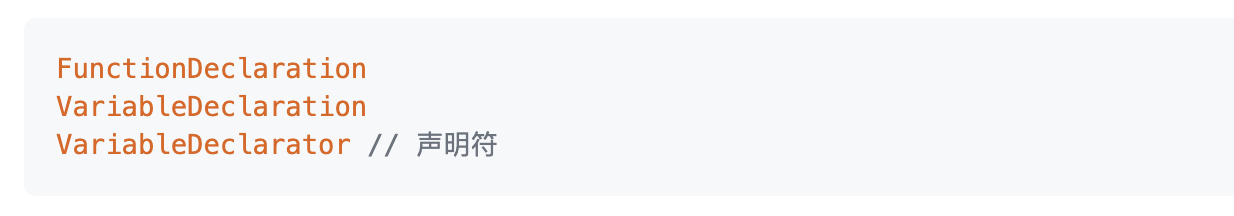 FunctionDeclaration
VariableDeclaration
VariableDeclarator // 声明符